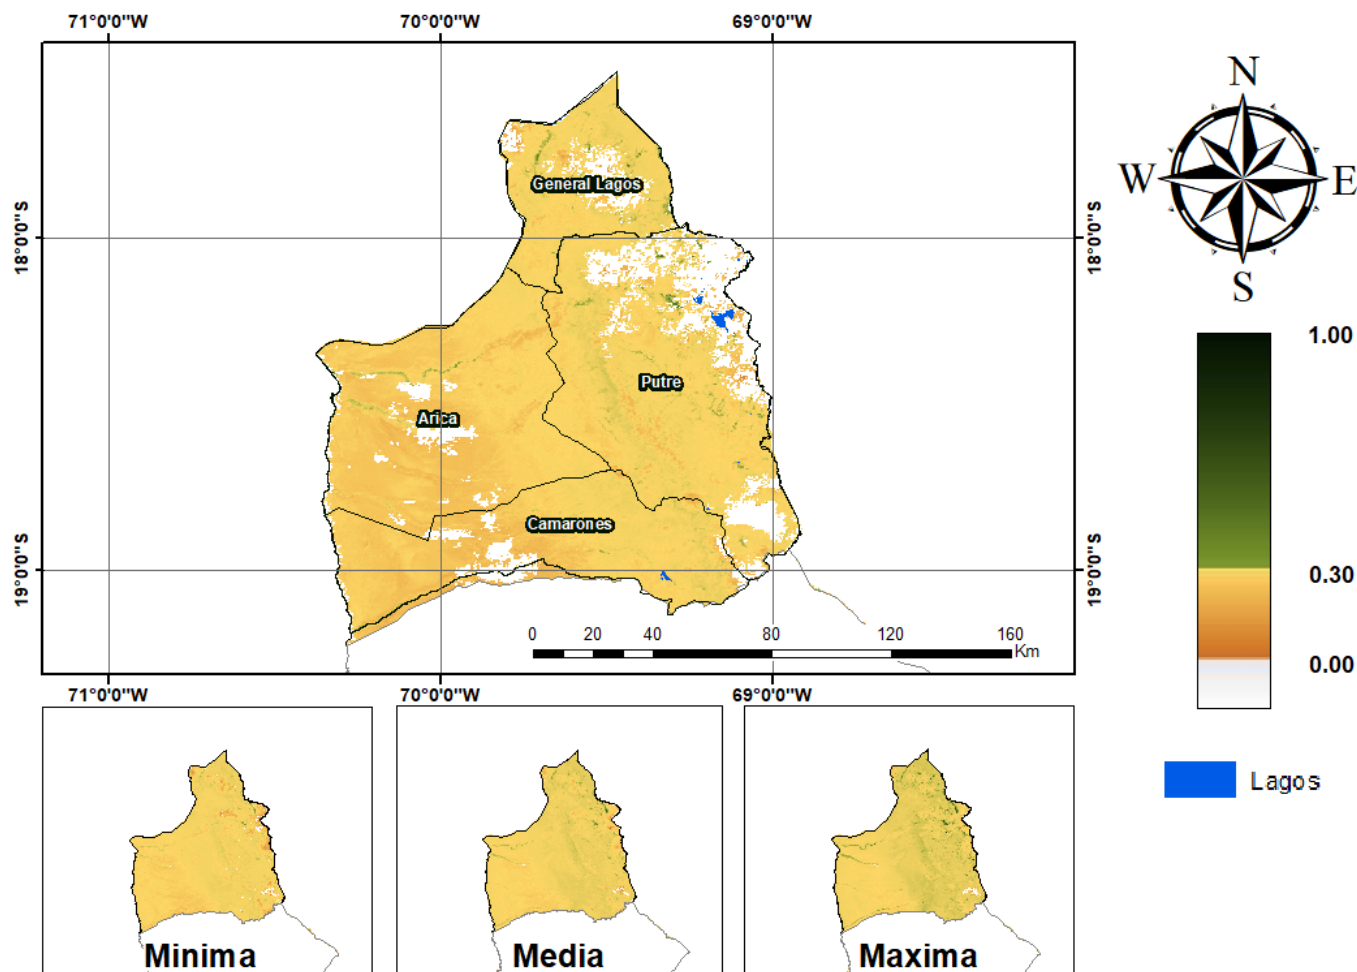 71°0'0"W 70°0'0"W 69°0'0"W
N
W E
S
18°0'0"S 18°0'0"S
19°0'0"S 19°0'0"S
General Lagos
Putre
Arica
Camarones
0 20 40 80 120 160
Km
71°0'0"W 70°0'0"W 69°0'0"W
1.00
0.30
0.00
Lagos
Minima
Media
Maxima